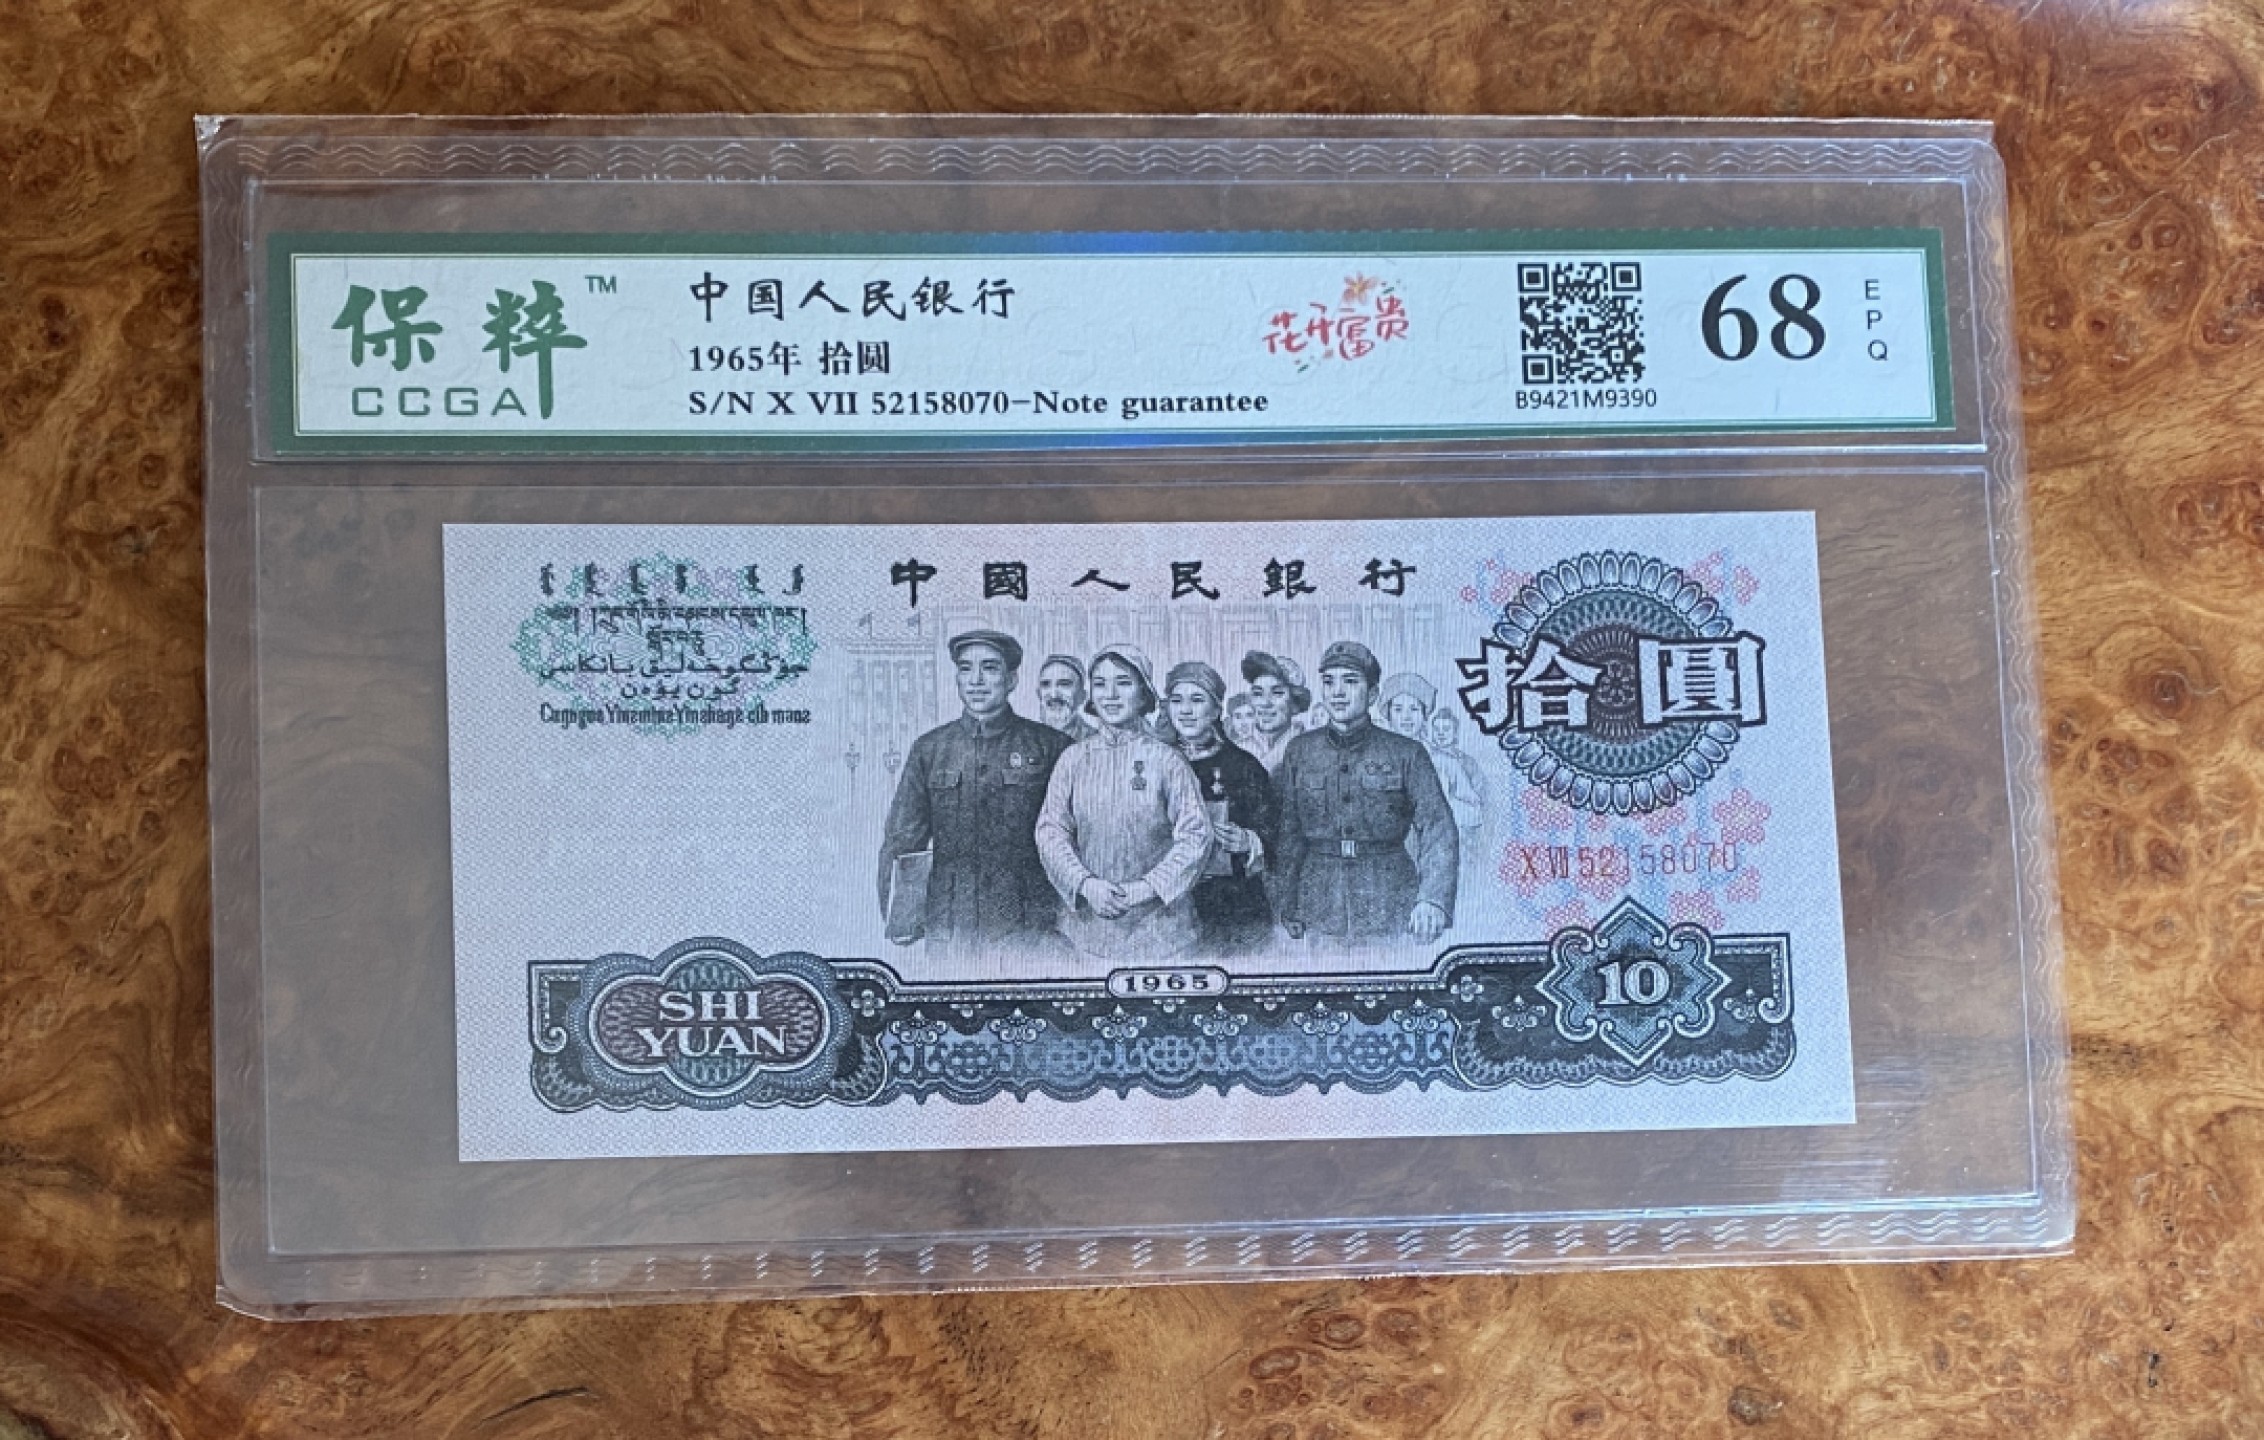 保粹™
CCGA
中国人民银行
1965年 拾圆
S/N X VII 52158070-Note guarantee
花开富贵
B9421M9390
68
EPQ
中國人民銀行
拾圓
X VII 52158070
1965
SHI
YUAN
10